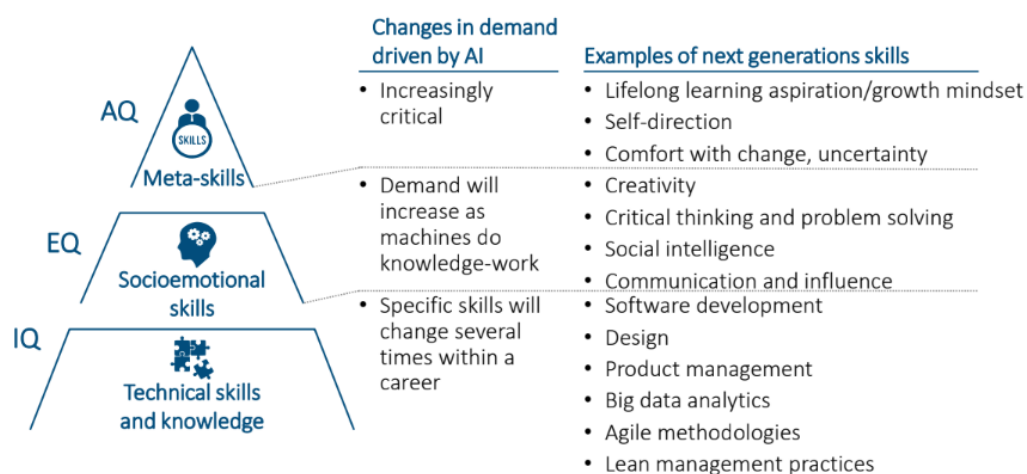 Changes in demand
driven by AI
Examples of next generations skills
AQ
SKILLS
Meta-skills
• Increasingly
critical
• Lifelong learning aspiration/growth mindset
• Self-direction
• Comfort with change, uncertainty
EQ
Socioemotional
skills
• Demand will
increase as
machines do
knowledge-work
• Creativity
• Critical thinking and problem solving
• Social intelligence
• Communication and influence
IQ
Technical skills
and knowledge
• Specific skills will
change several
times within a
career
• Software development
• Design
• Product management
• Big data analytics
• Agile methodologies
• Lean management practices